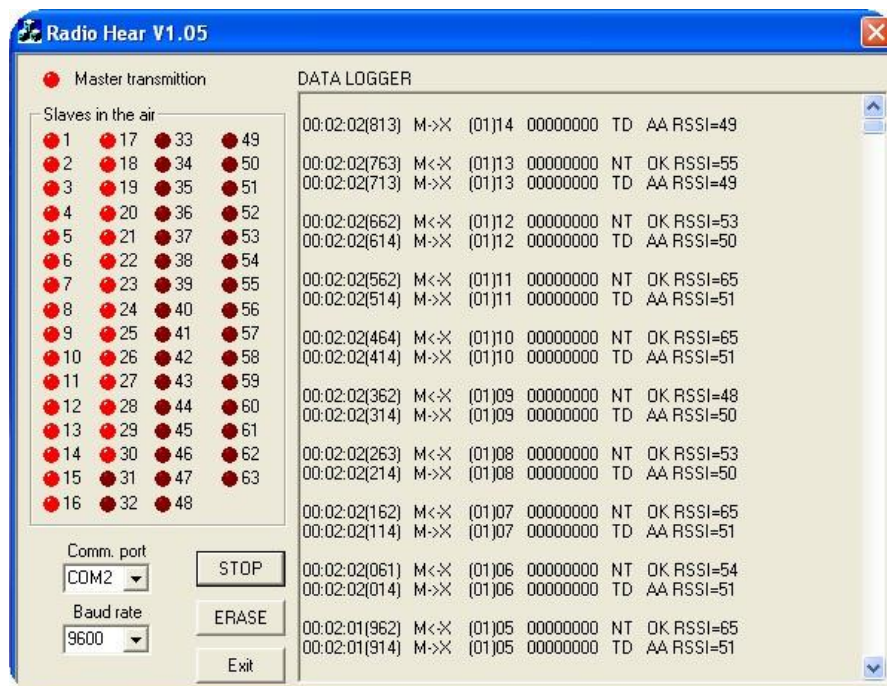 Radio Hear V1.05
Master transmittion
Slaves in the air
1 17 33 49
2 18 34 50
3 19 35 51
4 20 36 52
5 21 37 53
6 22 38 54
7 23 39 55
8 24 40 56
9 25 41 57
10 26 42 58
11 27 43 59
12 28 44 60
13 29 45 61
14 30 46 62
15 31 47 63
16 32 48
Comm. port
COM2
Baud rate
9600
STOP
ERASE
Exit
DATA LOGGER
00:02:02(813) M->X (01)14 00000000 TD AA RSSI=49
00:02:02(763) M<-X (01)13 00000000 NT OK RSSI=55
00:02:02(713) M->X (01)13 00000000 TD AA RSSI=49
00:02:02(662) M<-X (01)12 00000000 NT OK RSSI=53
00:02:02(614) M->X (01)12 00000000 TD AA RSSI=50
00:02:02(562) M<-X (01)11 00000000 NT OK RSSI=65
00:02:02(514) M->X (01)11 00000000 TD AA RSSI=51
00:02:02(464) M<-X (01)10 00000000 NT OK RSSI=65
00:02:02(414) M->X (01)10 00000000 TD AA RSSI=51
00:02:02(362) M<-X (01)09 00000000 NT OK RSSI=48
00:02:02(314) M->X (01)09 00000000 TD AA RSSI=50
00:02:02(263) M<-X (01)08 00000000 NT OK RSSI=53
00:02:02(214) M->X (01)08 00000000 TD AA RSSI=50
00:02:02(162) M<-X (01)07 00000000 NT OK RSSI=65
00:02:02(114) M->X (01)07 00000000 TD AA RSSI=51
00:02:02(061) M<-X (01)06 00000000 NT OK RSSI=54
00:02:02(014) M->X (01)06 00000000 TD AA RSSI=51
00:02:01(962) M<-X (01)05 00000000 NT OK RSSI=65
00:02:01(914) M->X (01)05 00000000 TD AA RSSI=51